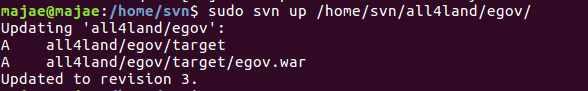 majae@majae:/home/svn$ sudo svn up /home/svn/all4land/egov/
Updating 'all4land/egov':
A    all4land/egov/target
A    all4land/egov/target/egov.war
Updated to revision 3.